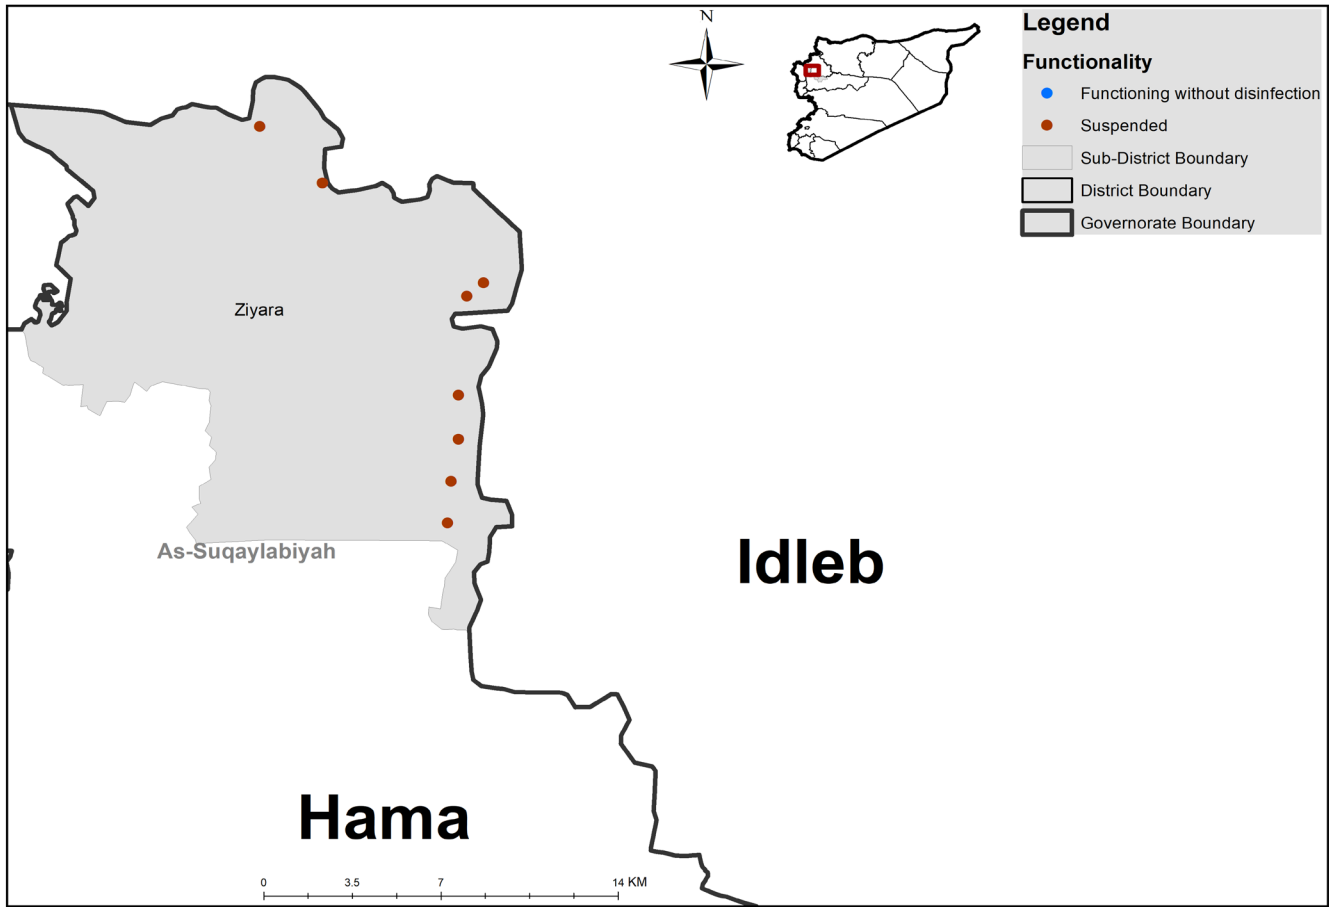 N
Legend
Functionality
Functioning without disinfection
Suspended
Sub-District Boundary
District Boundary
Governorate Boundary
Ziyara
As-Suqaylabiyah
Idleb
Hama
0 3.5 7 14 KM